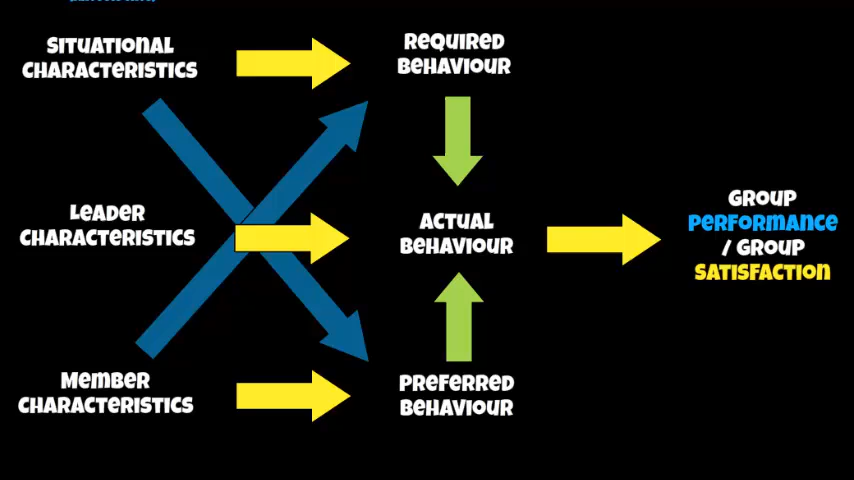 Situational
Characteristics
Required
Behaviour
Leader
Characteristics
Actual
Behaviour
Group
Performance
/ Group
Satisfaction
Member
Characteristics
Preferred
Behaviour